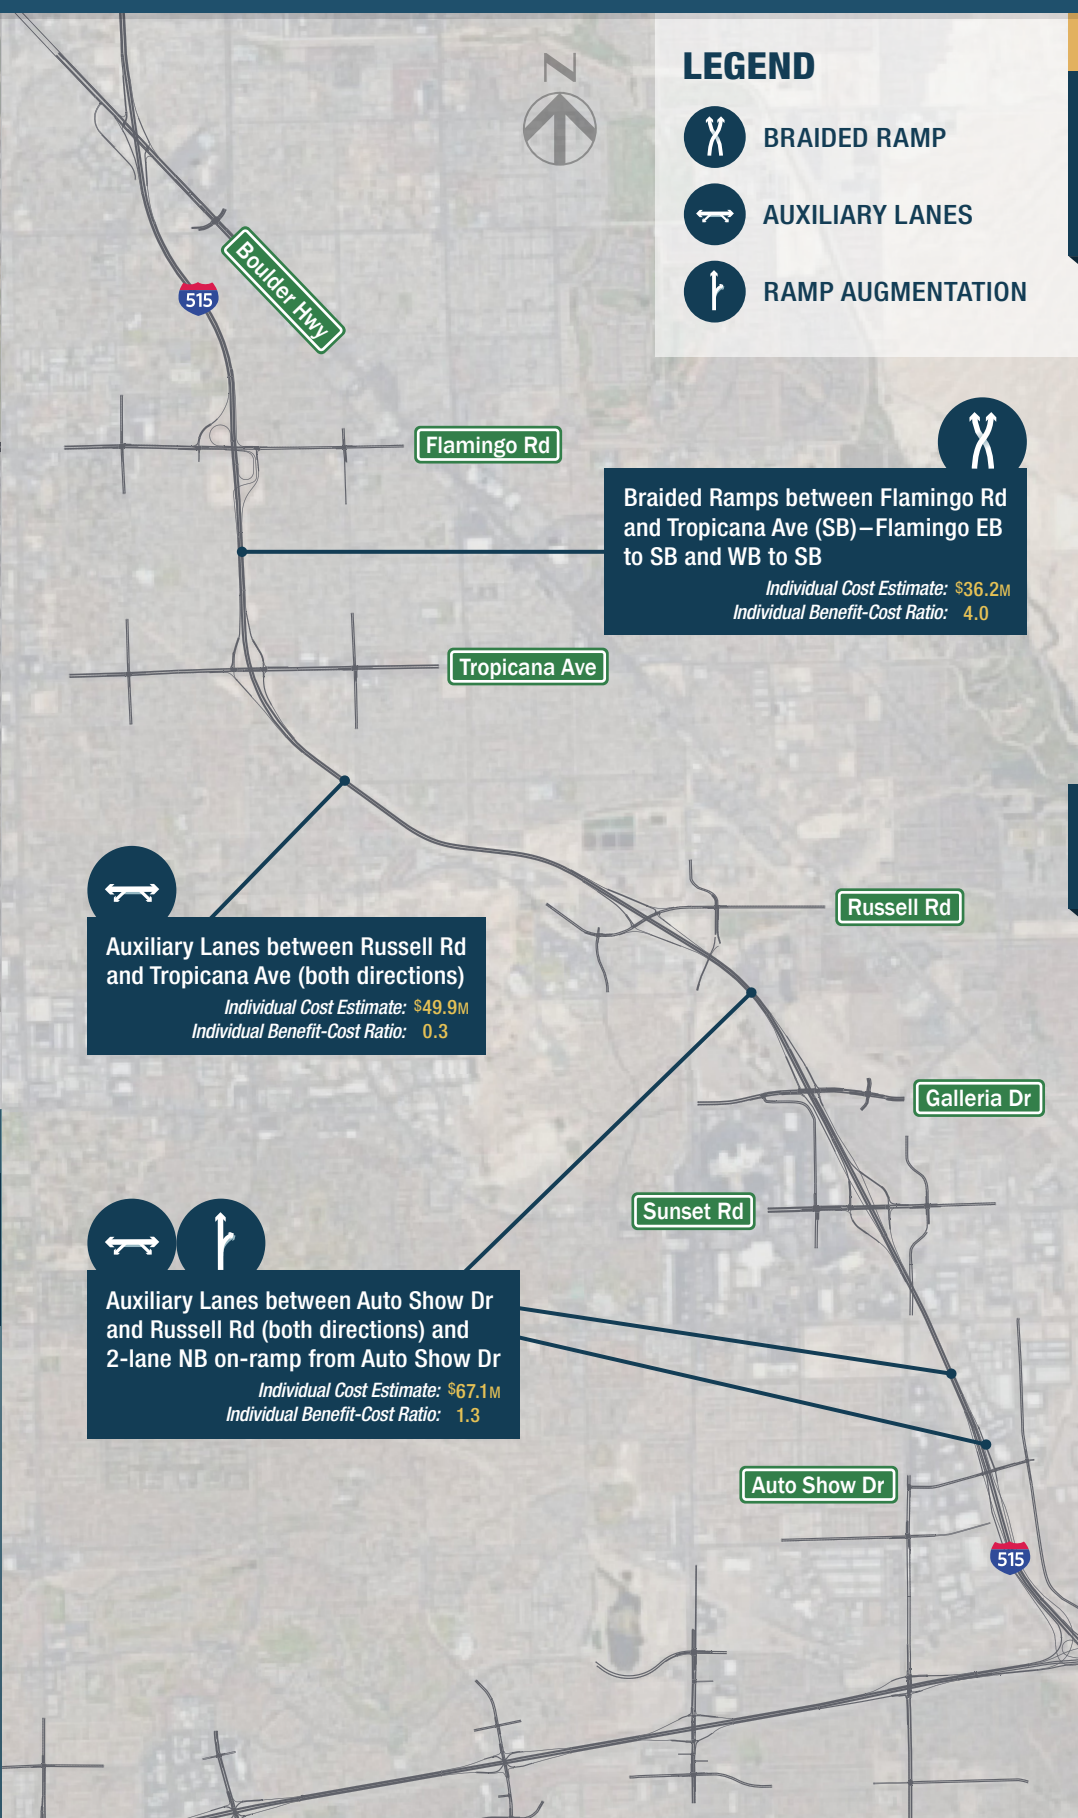 N
LEGEND
BRAIDED RAMP
AUXILIARY LANES
RAMP AUGMENTATION
Boulder Hwy
515
Flamingo Rd
Braided Ramps between Flamingo Rd
and Tropicana Ave (SB)–Flamingo EB
to SB and WB to SB
Individual Cost Estimate: $36.2M
Individual Benefit-Cost Ratio: 4.0
Tropicana Ave
Russell Rd
Auxiliary Lanes between Russell Rd
and Tropicana Ave (both directions)
Individual Cost Estimate: $49.9M
Individual Benefit-Cost Ratio: 0.3
Galleria Dr
Sunset Rd
Auxiliary Lanes between Auto Show Dr
and Russell Rd (both directions) and
2-lane NB on-ramp from Auto Show Dr
Individual Cost Estimate: $67.1M
Individual Benefit-Cost Ratio: 1.3
Auto Show Dr
515